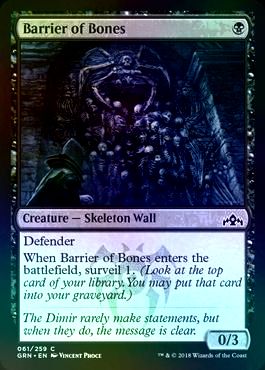 Barrier of Bones
Creature — Skeleton Wall
Defender
When Barrier of Bones enters the
battlefield, surveil 1. (Look at the top
card of your library. You may put that card
into your graveyard.)
The Dimir rarely make statements, but
when they do, the message is clear.
0/3
061/259 C
GRN • EN Vincent Proce
™ & © 2018 Wizards of the Coast